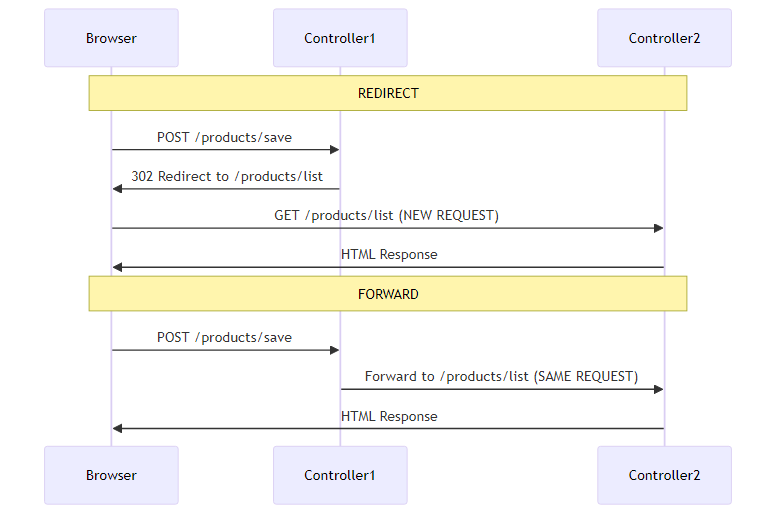 Browser
Controller1
Controller2
REDIRECT
POST /products/save
302 Redirect to /products/list
GET /products/list (NEW REQUEST)
HTML Response
FORWARD
POST /products/save
Forward to /products/list (SAME REQUEST)
HTML Response
Browser
Controller1
Controller2